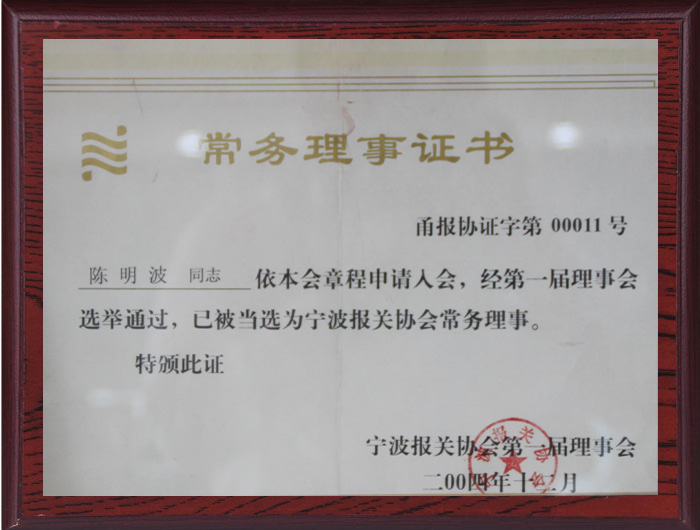 常务理事证书
甬报协证字第 00011 号
陈明波 同志 依本会章程申请入会，经第一届理事会
选举通过，已被当选为宁波报关协会常务理事。
特颁此证
宁波报关协会第一届理事会
二00四年十二月